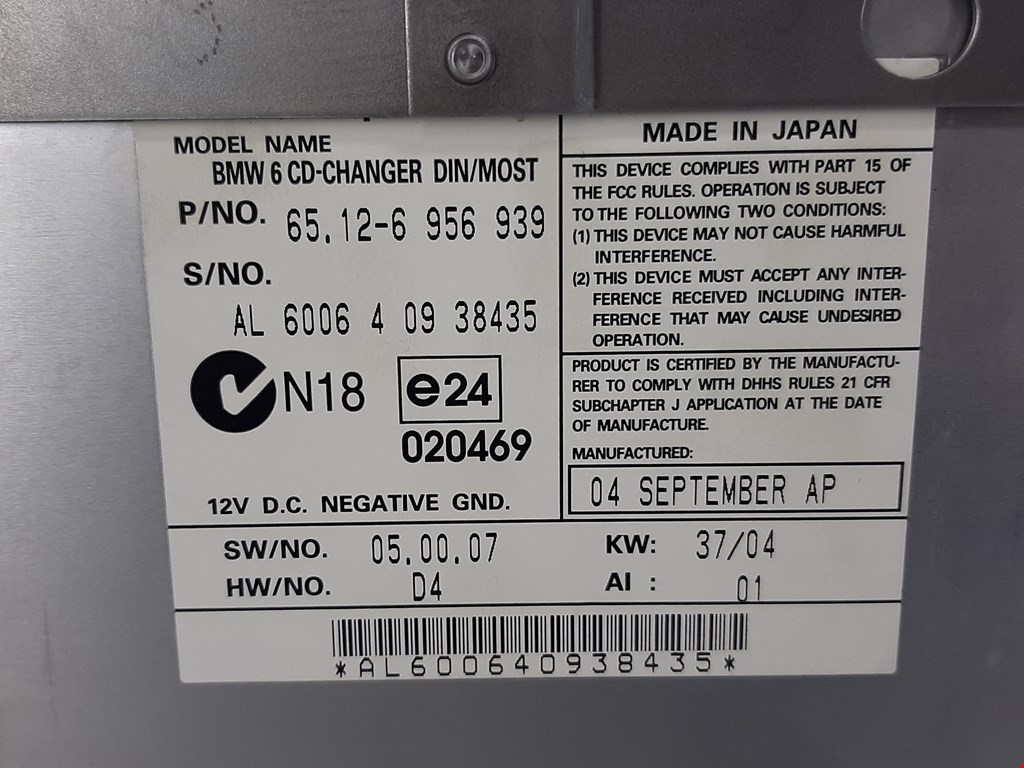 MODEL NAME
BMW 6 CD-CHANGER DIN/MOST
P/NO. 65.12-6 956 939
S/NO.
AL 6006 4 09 38435
N18
e24
020469
12V D.C. NEGATIVE GND.
MADE IN JAPAN
THIS DEVICE COMPLIES WITH PART 15 OF
THE FCC RULES. OPERATION IS SUBJECT
TO THE FOLLOWING TWO CONDITIONS:
(1) THIS DEVICE MAY NOT CAUSE HARMFUL
INTERFERENCE.
(2) THIS DEVICE MUST ACCEPT ANY INTER-
FERENCE RECEIVED INCLUDING INTER-
FERENCE THAT MAY CAUSE UNDESIRED
OPERATION.
PRODUCT IS CERTIFIED BY THE MANUFACTU-
RER TO COMPLY WITH DHHS RULES 21 CFR
SUBCHAPTER J APPLICATION AT THE DATE
OF MANUFACTURE.
MANUFACTURED:
04 SEPTEMBER AP
SW/NO. 05.00.07 KW: 37/04
HW/NO. D4 AI : 01
*AL600640938435*